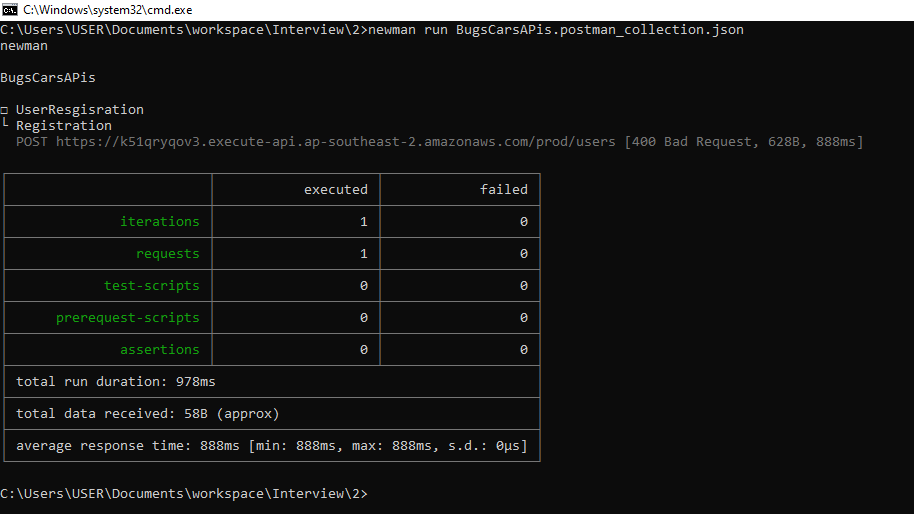 C:\Windows\system32\cmd.exe
C:\Users\USER\Documents\workspace\Interview\2>newman run BugsCarsAPis.postman_collection.json
newman
BugsCarsAPis
□ UserResgisration
└ Registration
POST https://k51qryqov3.execute-api.ap-southeast-2.amazonaws.com/prod/users [400 Bad Request, 628B, 888ms]
executed failed
iterations 1 0
requests 1 0
test-scripts 0 0
prerequest-scripts 0 0
assertions 0 0
total run duration: 978ms
total data received: 58B (approx)
average response time: 888ms [min: 888ms, max: 888ms, s.d.: 0µs]
C:\Users\USER\Documents\workspace\Interview\2>